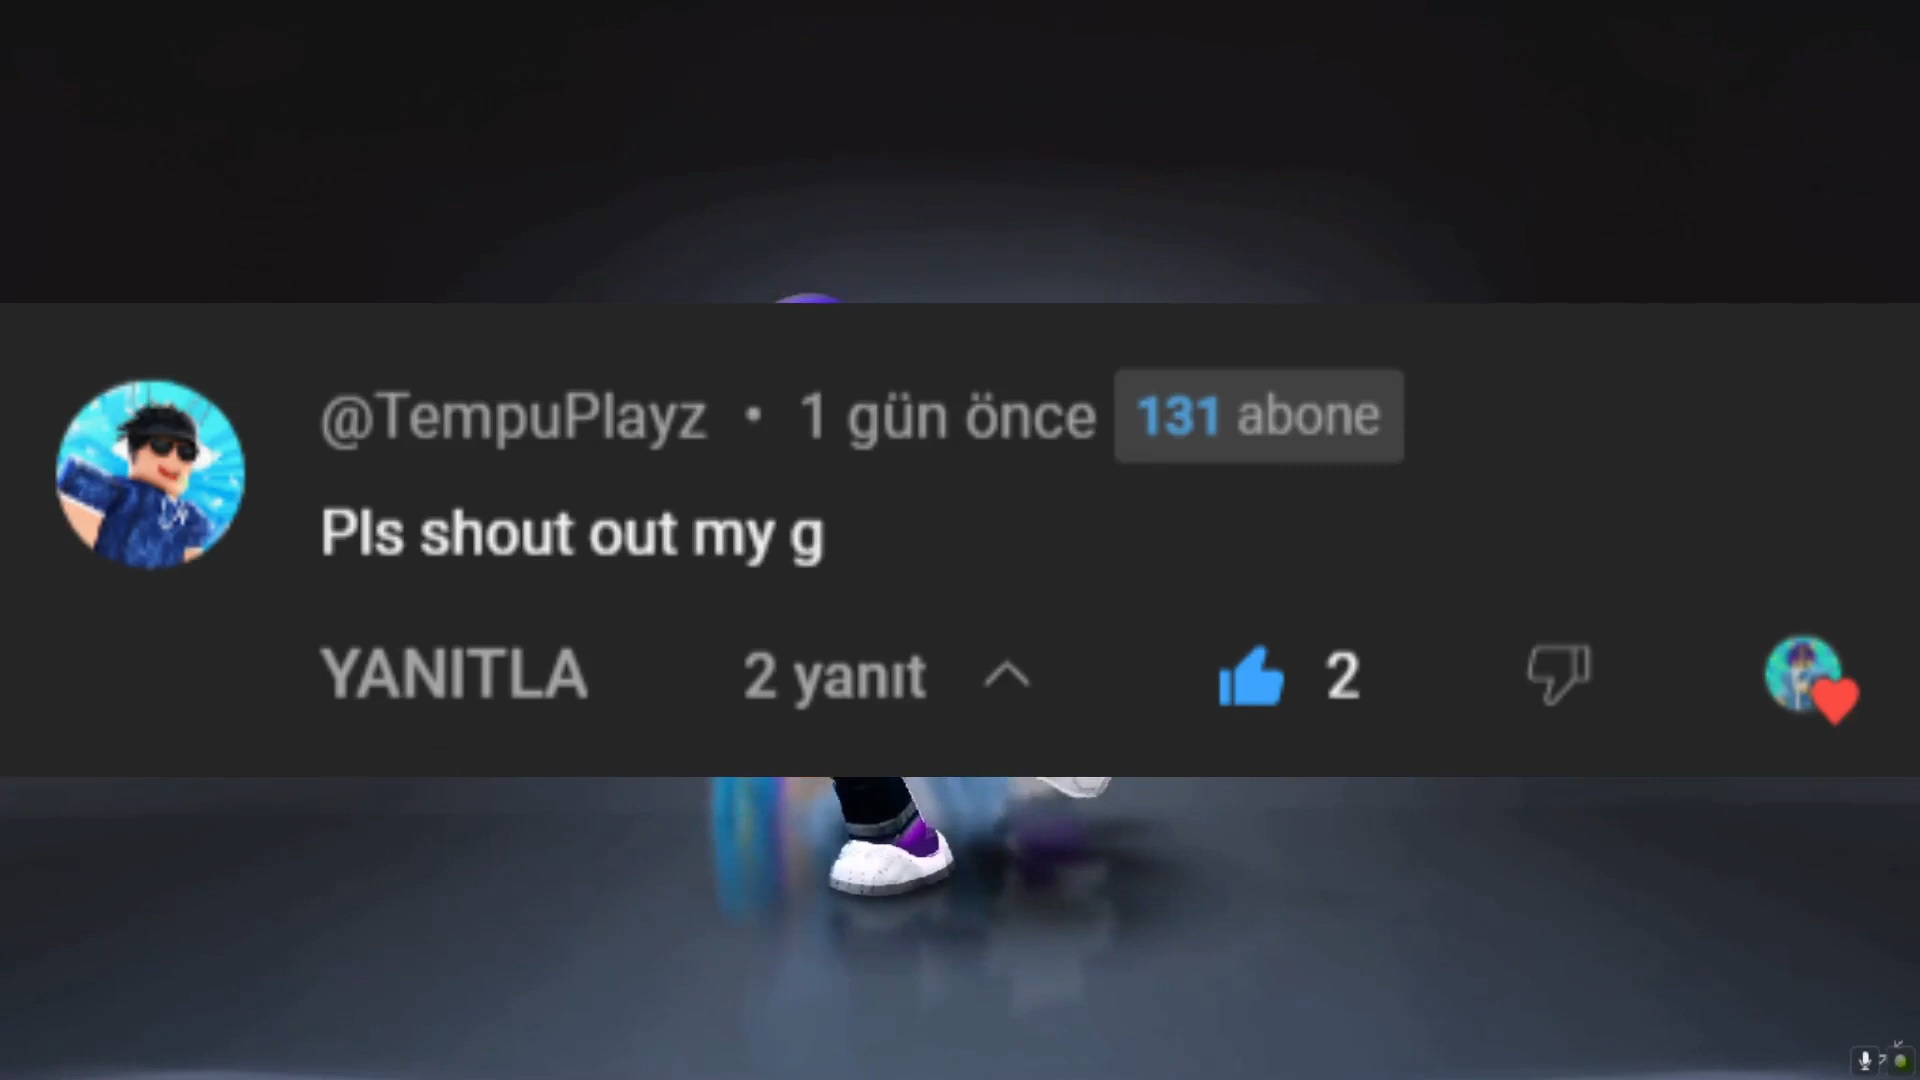 @TempuPlayz • 1 gün önce 131 abone
Pls shout out my g
YANITLA 2 yanıt 2